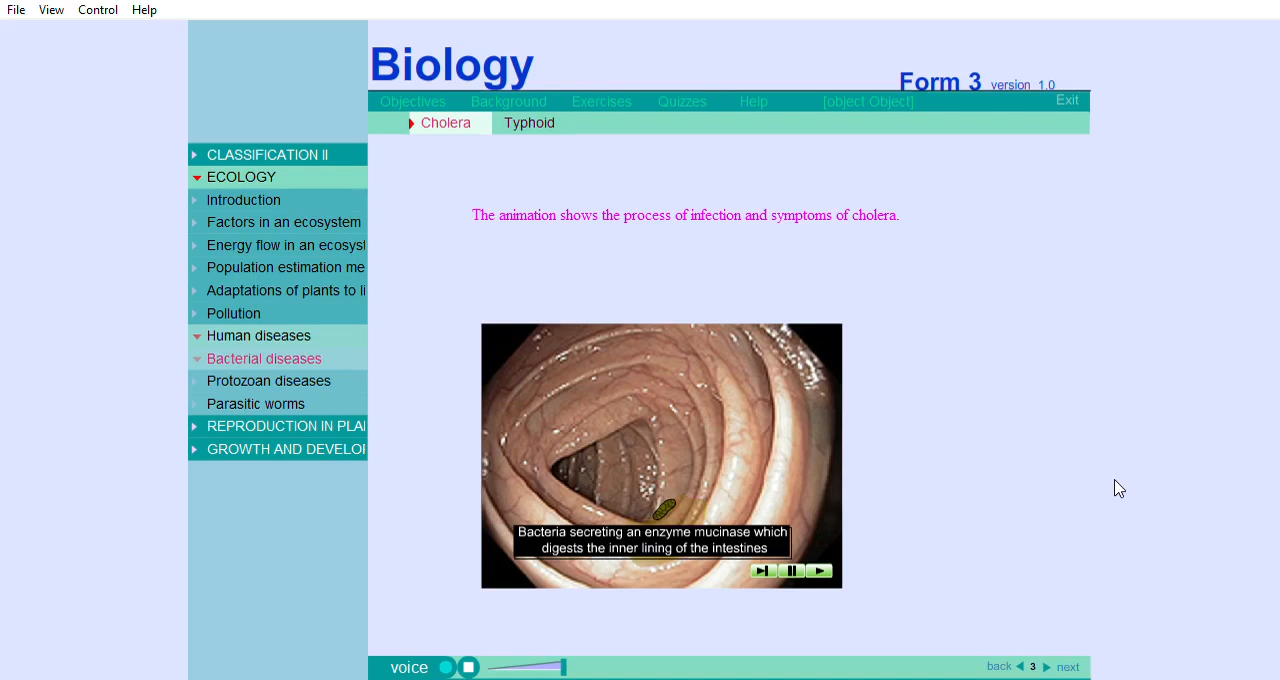 File View Control Help
Biology
Form 3 version 1.0
Objectives Background Exercises Quizzes Help [object Object] Exit
Cholera Typhoid
CLASSIFICATION II
ECOLOGY
Introduction
Factors in an ecosystem
Energy flow in an ecosyst
Population estimation me
Adaptations of plants to li
Pollution
Human diseases
Bacterial diseases
Protozoan diseases
Parasitic worms
REPRODUCTION IN PLA
GROWTH AND DEVELO
The animation shows the process of infection and symptoms of cholera.
Bacteria secreting an enzyme mucinase which
digests the inner lining of the intestines
voice
back 3 next